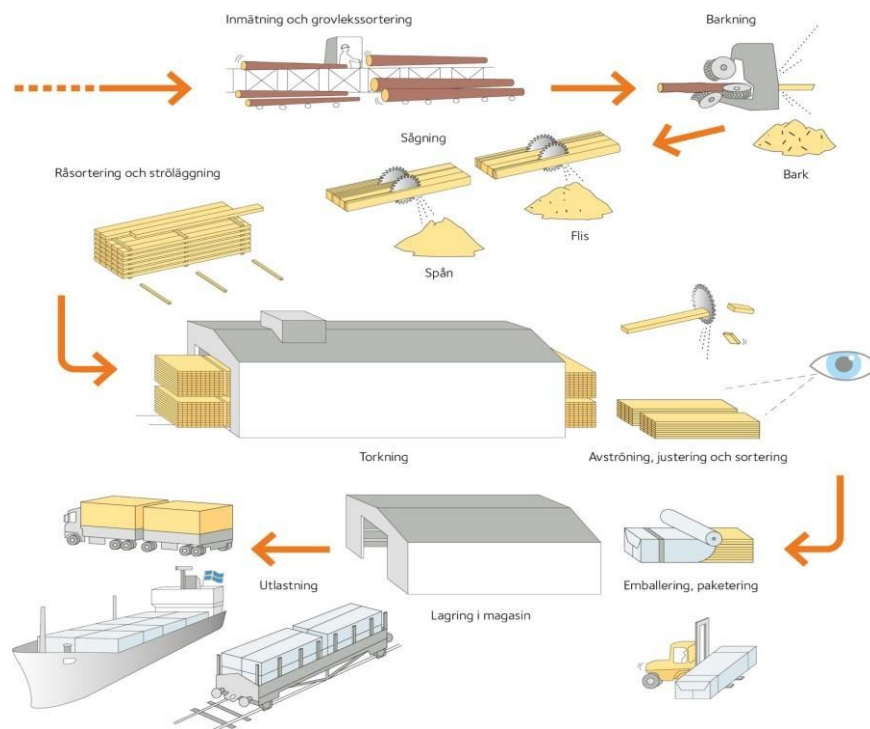 Inmätning och grovlekssortering
Barkning
Sågning
Råsortering och ströläggning
Bark
Flis
Spån
Torkning
Avströning, justering och sortering
Utlastning
Lagring i magasin
Emballering, paketering